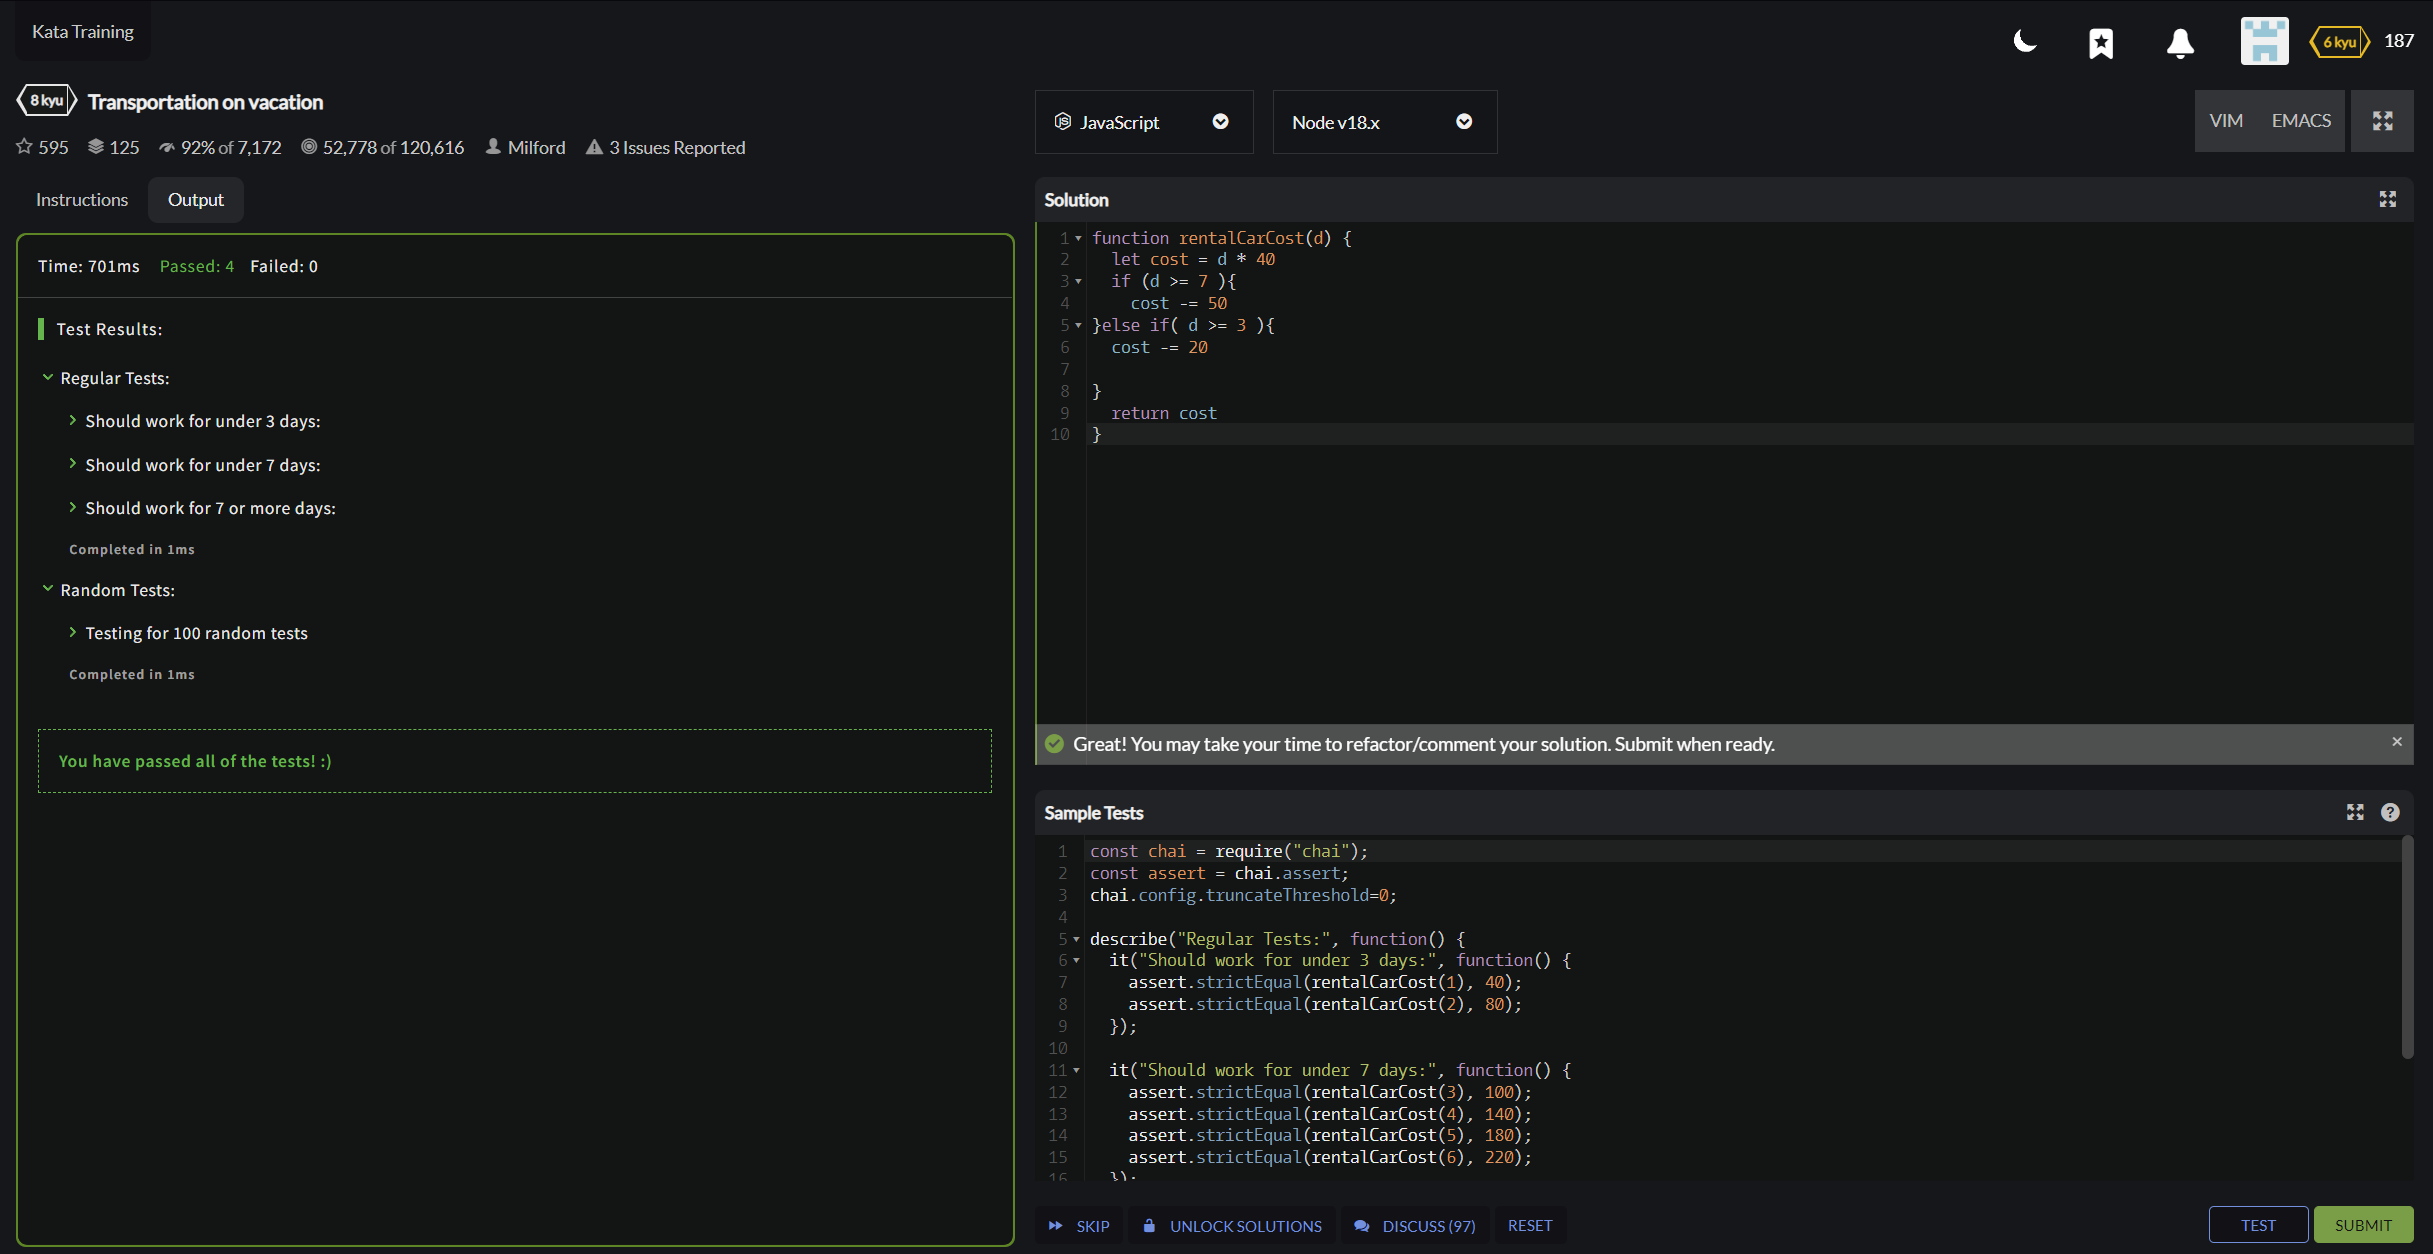 Kata Training
6 kyu 187
8 kyu Transportation on vacation
595 125 92% of 7,172 52,778 of 120,616 Milford 3 Issues Reported
Instructions Output
Time: 701ms Passed: 4 Failed: 0
Test Results:
Regular Tests:
Should work for under 3 days:
Should work for under 7 days:
Should work for 7 or more days:
Completed in 1ms
Random Tests:
Testing for 100 random tests
Completed in 1ms
You have passed all of the tests! :)
JavaScript Node v18.x VIM EMACS
Solution
1 function rentalCarCost(d) {
2   let cost = d * 40
3   if (d >= 7 ){
4     cost -= 50
5 }else if( d >= 3 ){
6   cost -= 20
7
8 }
9   return cost
10 }
Great! You may take your time to refactor/comment your solution. Submit when ready. ×
Sample Tests ?
1 const chai = require("chai");
2 const assert = chai.assert;
3 chai.config.truncateThreshold=0;
4
5 describe("Regular Tests:", function() {
6   it("Should work for under 3 days:", function() {
7     assert.strictEqual(rentalCarCost(1), 40);
8     assert.strictEqual(rentalCarCost(2), 80);
9   });
10
11   it("Should work for under 7 days:", function() {
12     assert.strictEqual(rentalCarCost(3), 100);
13     assert.strictEqual(rentalCarCost(4), 140);
14     assert.strictEqual(rentalCarCost(5), 180);
15     assert.strictEqual(rentalCarCost(6), 220);
16   });
SKIP UNLOCK SOLUTIONS DISCUSS (97) RESET TEST SUBMIT